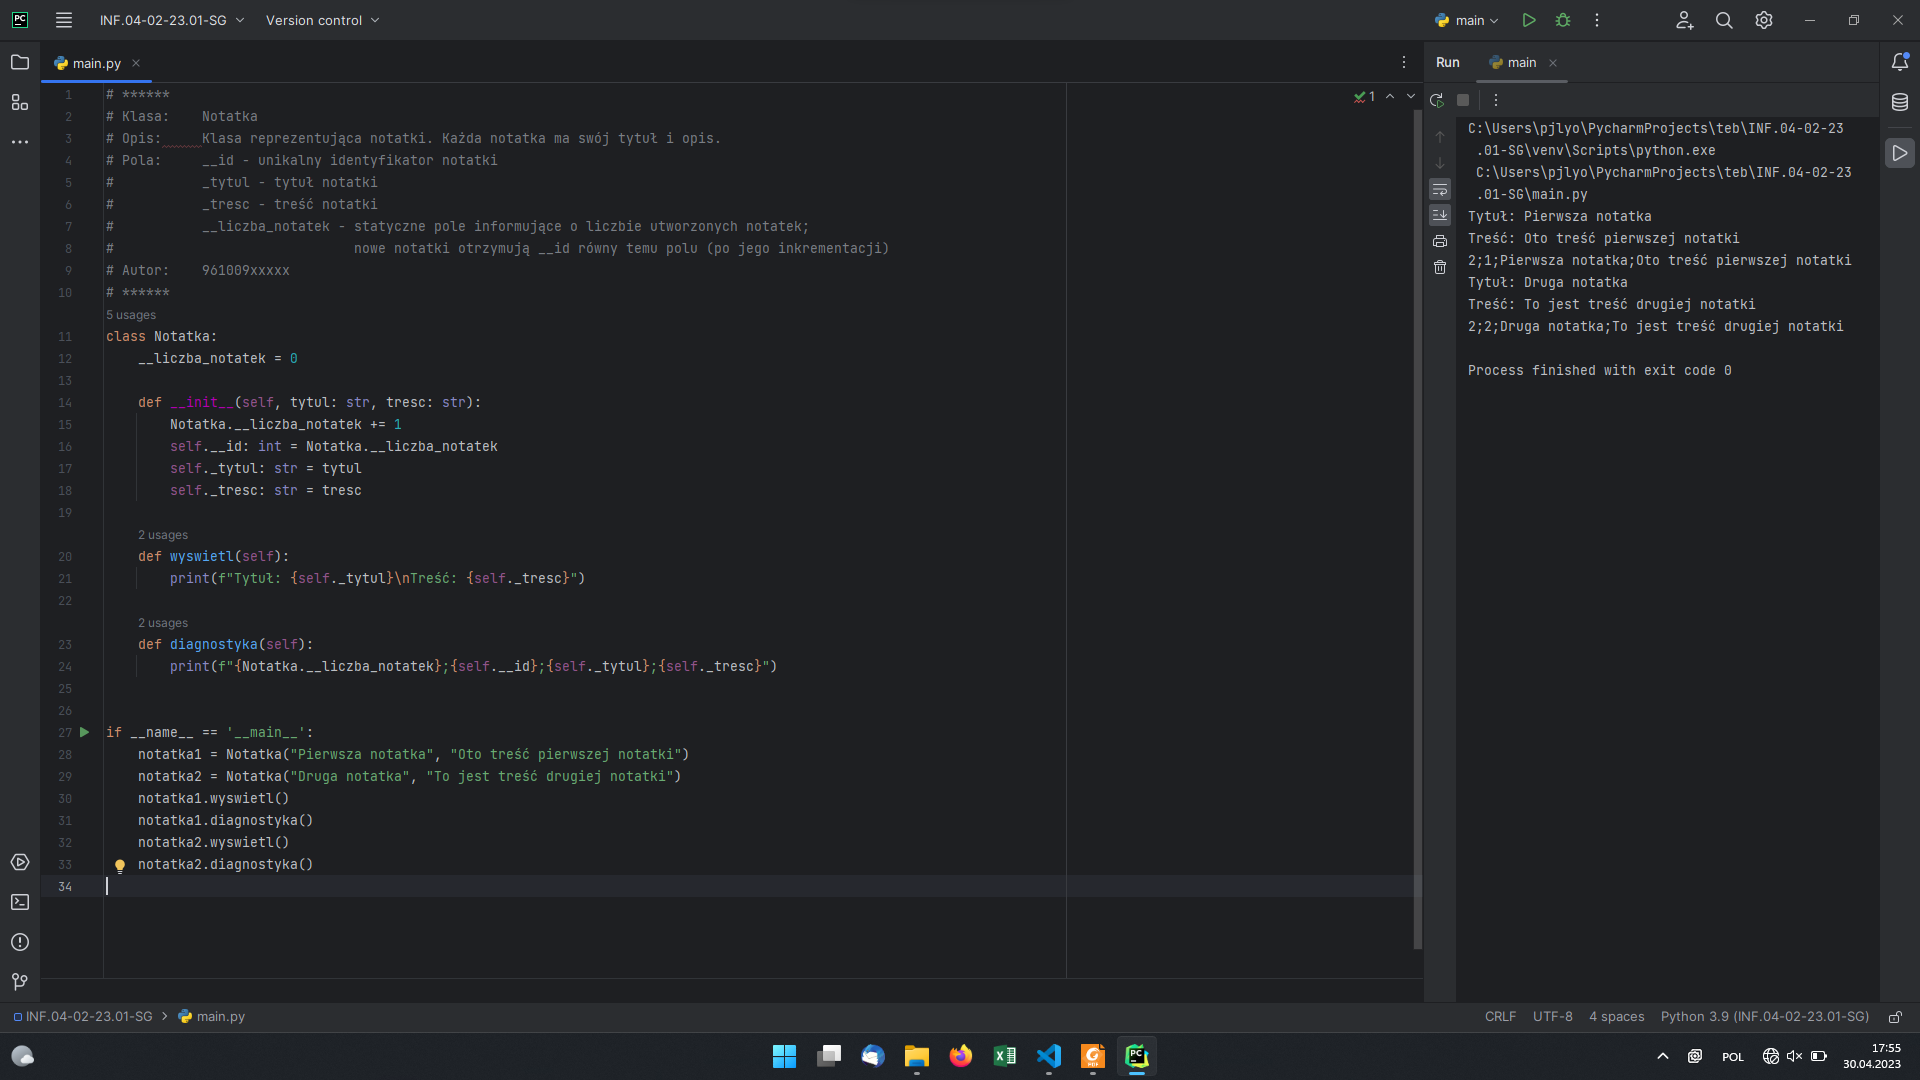 PC INF.04-02-23.01-SG Version control main
main.py
Run main
1 # ******
2 # Klasa:    Notatka
3 # Opis:     Klasa reprezentująca notatki. Każda notatka ma swój tytuł i opis.
4 # Pola:     __id - unikalny identyfikator notatki
5 #           _tytul - tytuł notatki
6 #           _tresc - treść notatki
7 #           __liczba_notatek - statyczne pole informujące o liczbie utworzonych notatek;
8 #                              nowe notatki otrzymują __id równy temu polu (po jego inkrementacji)
9 # Autor:    961009xxxxx
10 # ******
5 usages
11 class Notatka:
12     __liczba_notatek = 0
13
14     def __init__(self, tytul: str, tresc: str):
15         Notatka.__liczba_notatek += 1
16         self.__id: int = Notatka.__liczba_notatek
17         self._tytul: str = tytul
18         self._tresc: str = tresc
19
2 usages
20     def wyswietl(self):
21         print(f"Tytuł: {self._tytul}\nTreść: {self._tresc}")
22
2 usages
23     def diagnostyka(self):
24         print(f"{Notatka.__liczba_notatek};{self.__id};{self._tytul};{self._tresc}")
25
26
27 if __name__ == '__main__':
28     notatka1 = Notatka("Pierwsza notatka", "Oto treść pierwszej notatki")
29     notatka2 = Notatka("Druga notatka", "To jest treść drugiej notatki")
30     notatka1.wyswietl()
31     notatka1.diagnostyka()
32     notatka2.wyswietl()
33     notatka2.diagnostyka()
34
1
C:\Users\pjlyo\PycharmProjects\teb\INF.04-02-23
.01-SG\venv\Scripts\python.exe
C:\Users\pjlyo\PycharmProjects\teb\INF.04-02-23
.01-SG\main.py
Tytuł: Pierwsza notatka
Treść: Oto treść pierwszej notatki
2;1;Pierwsza notatka;Oto treść pierwszej notatki
Tytuł: Druga notatka
Treść: To jest treść drugiej notatki
2;2;Druga notatka;To jest treść drugiej notatki
Process finished with exit code 0
INF.04-02-23.01-SG main.py CRLF UTF-8 4 spaces Python 3.9 (INF.04-02-23.01-SG)
PC POL 17:55
30.04.2023